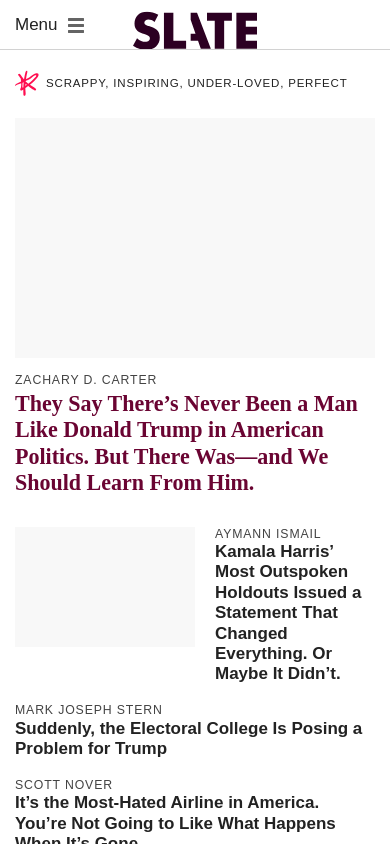 Menu
SLATE
SCRAPPY, INSPIRING, UNDER-LOVED, PERFECT
ZACHARY D. CARTER
They Say There’s Never Been a Man
Like Donald Trump in American
Politics. But There Was—and We
Should Learn From Him.
AYMANN ISMAIL
Kamala Harris’
Most Outspoken
Holdouts Issued a
Statement That
Changed
Everything. Or
Maybe It Didn’t.
MARK JOSEPH STERN
Suddenly, the Electoral College Is Posing a
Problem for Trump
SCOTT NOVER
It’s the Most-Hated Airline in America.
You’re Not Going to Like What Happens
When It’s Gone